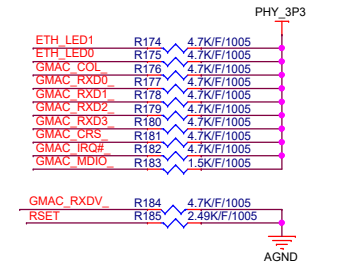 PHY_3P3
ETH_LED1 R174 4.7K/F/1005
ETH_LED0 R175 4.7K/F/1005
GMAC_COL_ R176 4.7K/F/1005
GMAC_RXD0_ R177 4.7K/F/1005
GMAC_RXD1_ R178 4.7K/F/1005
GMAC_RXD2_ R179 4.7K/F/1005
GMAC_RXD3_ R180 4.7K/F/1005
GMAC_CRS_ R181 4.7K/F/1005
GMAC_IRQ#_ R182 4.7K/F/1005
GMAC_MDIO_ R183 1.5K/F/1005
GMAC_RXDV_ R184 4.7K/F/1005
RSET R185 2.49K/F/1005
AGND